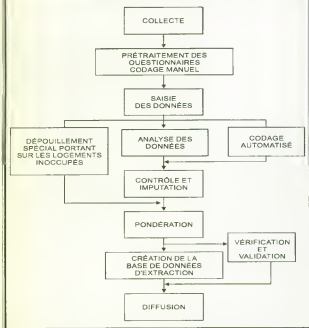 COLLECTE
PRÉTRAITEMENT DES
QUESTIONNAIRES
CODAGE MANUEL
SAISIE
DES DONNÉES
DÉPOUILLEMENT
SPÉCIAL PORTANT
SUR LES LOGEMENTS
INOCCUPÉS
ANALYSE DES
DONNÉES
CODAGE
AUTOMATISÉ
CONTRÔLE ET
IMPUTATION
PONDÉRATION
VÉRIFICATION
ET
VALIDATION
CRÉATION DE LA
BASE DE DONNÉES
D'EXTRACTION
DIFFUSION